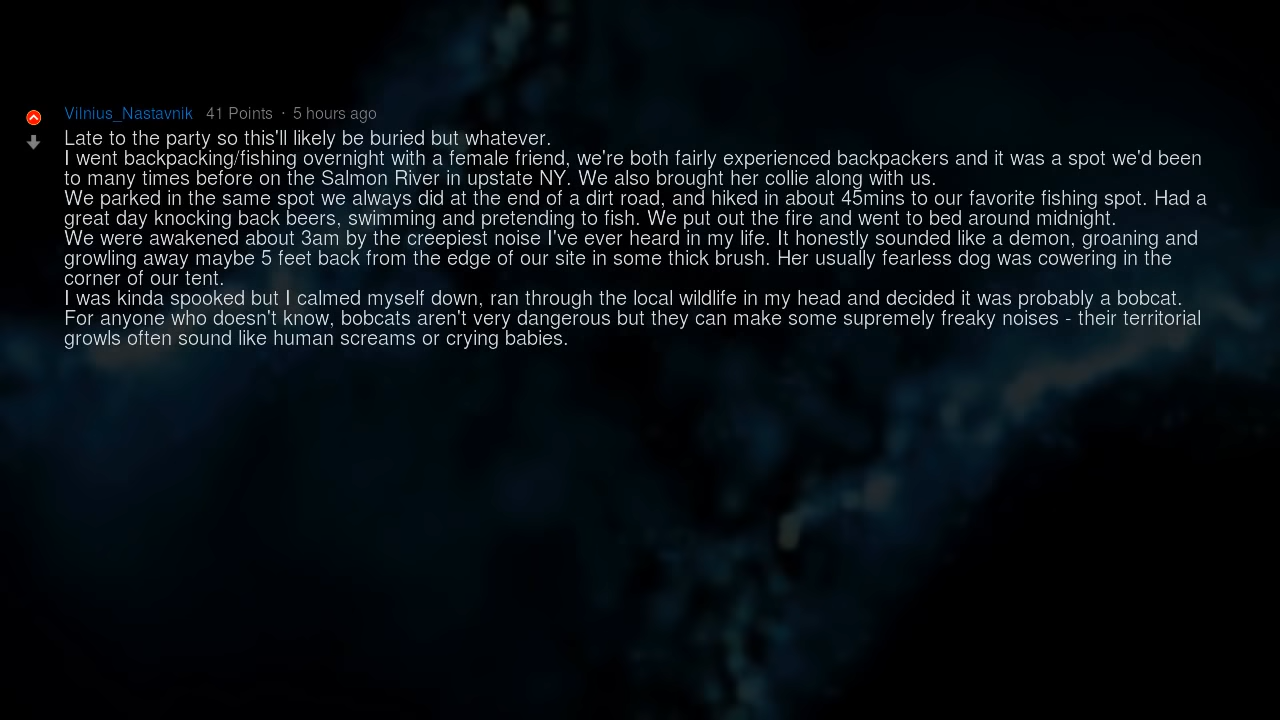 Vilnius_Nastavnik 41 Points · 5 hours ago
Late to the party so this'll likely be buried but whatever.
I went backpacking/fishing overnight with a female friend, we're both fairly experienced backpackers and it was a spot we'd been
to many times before on the Salmon River in upstate NY. We also brought her collie along with us.
We parked in the same spot we always did at the end of a dirt road, and hiked in about 45mins to our favorite fishing spot. Had a
great day knocking back beers, swimming and pretending to fish. We put out the fire and went to bed around midnight.
We were awakened about 3am by the creepiest noise I've ever heard in my life. It honestly sounded like a demon, groaning and
growling away maybe 5 feet back from the edge of our site in some thick brush. Her usually fearless dog was cowering in the
corner of our tent.
I was kinda spooked but I calmed myself down, ran through the local wildlife in my head and decided it was probably a bobcat.
For anyone who doesn't know, bobcats aren't very dangerous but they can make some supremely freaky noises - their territorial
growls often sound like human screams or crying babies.